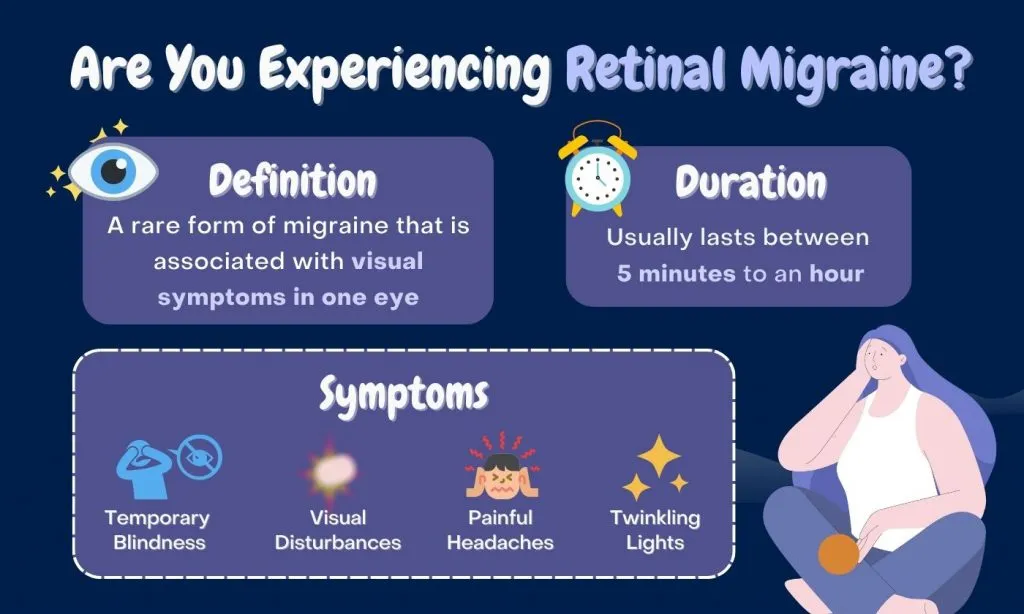 Are You Experiencing Retinal Migraine?
Definition
A rare form of migraine that is
associated with visual
symptoms in one eye
Duration
Usually lasts between
5 minutes to an hour
Symptoms
Temporary
Blindness
Visual
Disturbances
Painful
Headaches
Twinkling
Lights